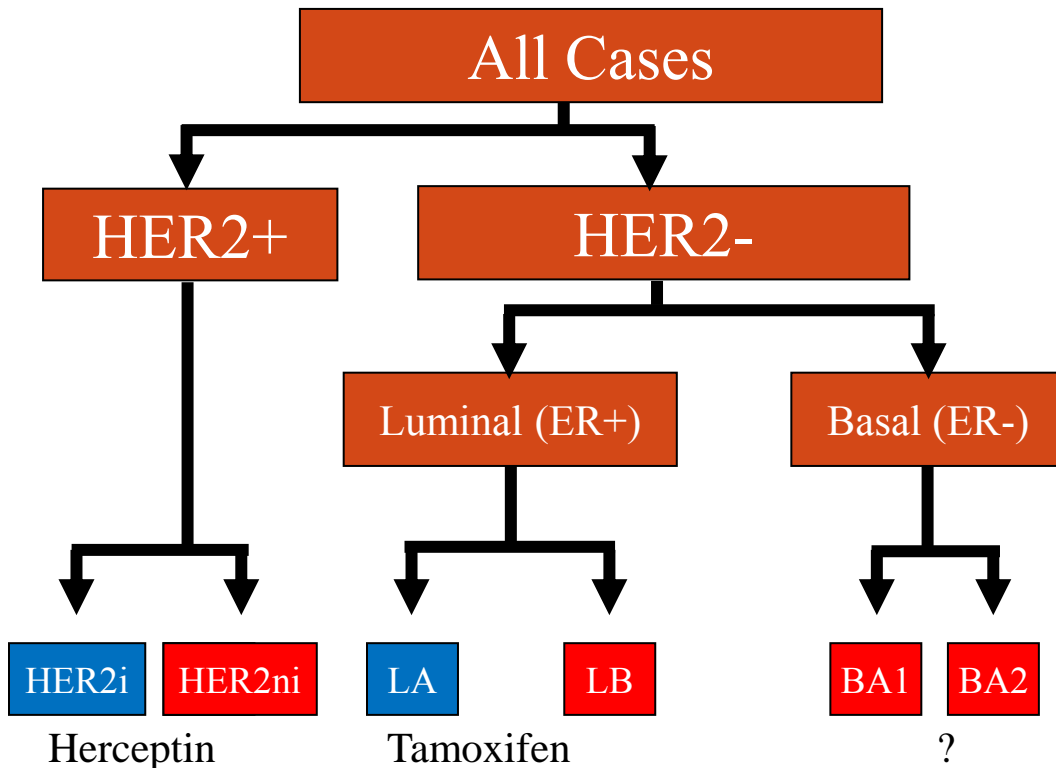 All Cases
HER2+
HER2-
Luminal (ER+)
Basal (ER-)
HER2i
HER2ni
LA
LB
BA1
BA2
Herceptin
Tamoxifen
?